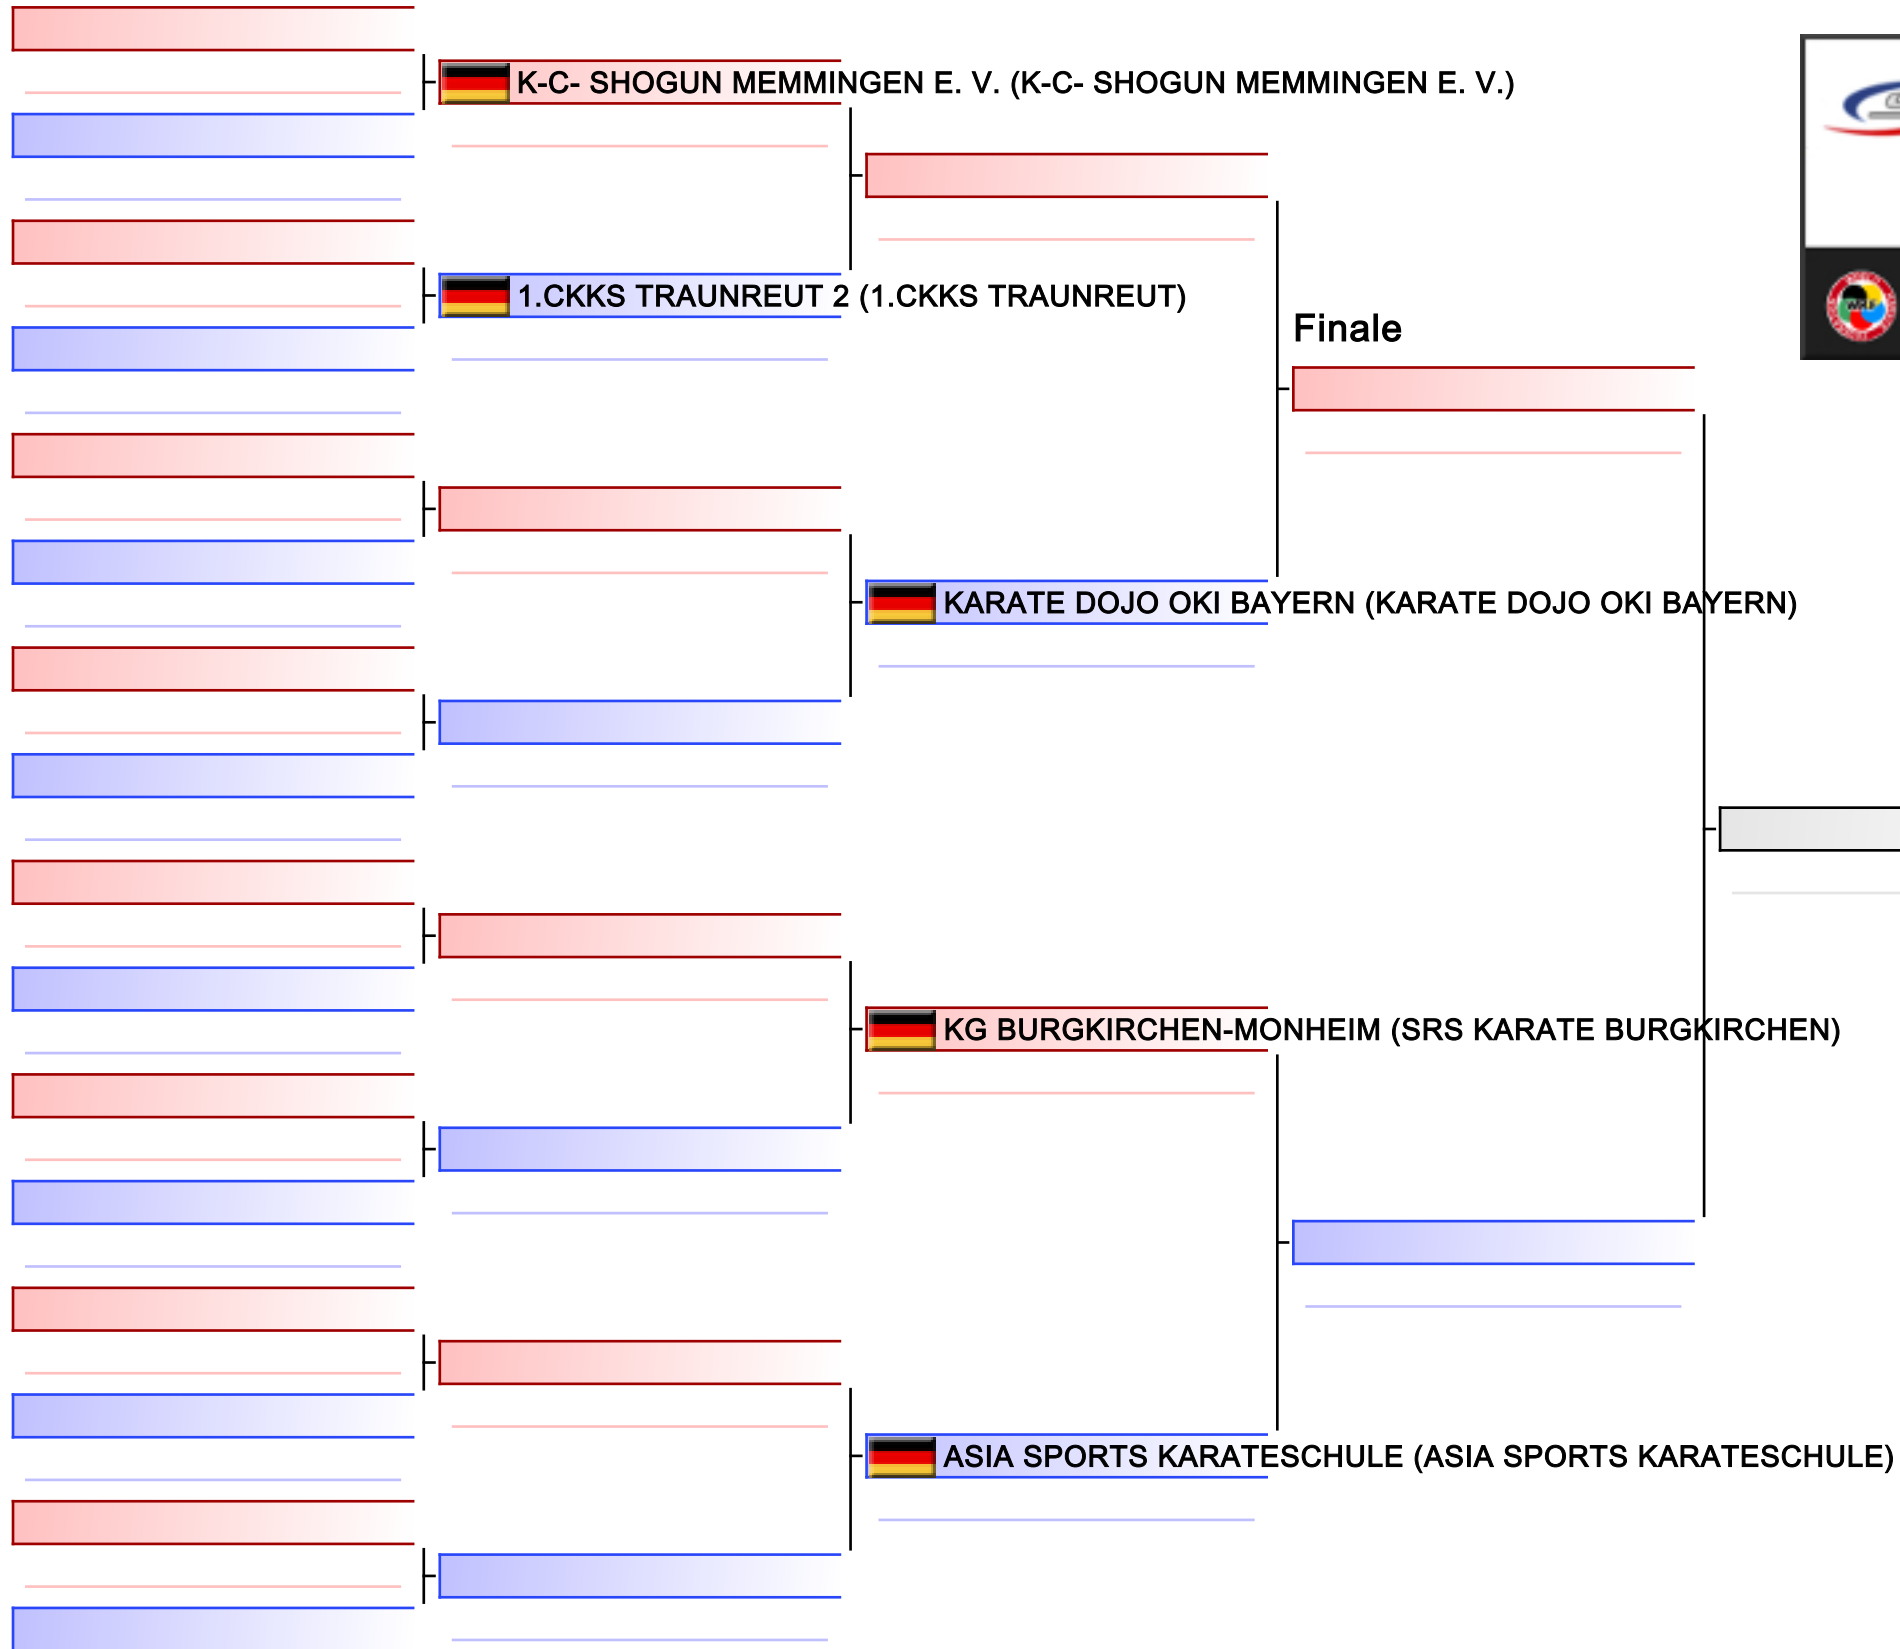 K-C- SHOGUN MEMMINGEN E. V. (K-C- SHOGUN MEMMINGEN E. V.)
1.CKKS TRAUNREUT 2 (1.CKKS TRAUNREUT)
Finale
KARATE DOJO OKI BAYERN (KARATE DOJO OKI BAYERN)
KG BURGKIRCHEN-MONHEIM (SRS KARATE BURGKIRCHEN)
ASIA SPORTS KARATESCHULE (ASIA SPORTS KARATESCHULE)